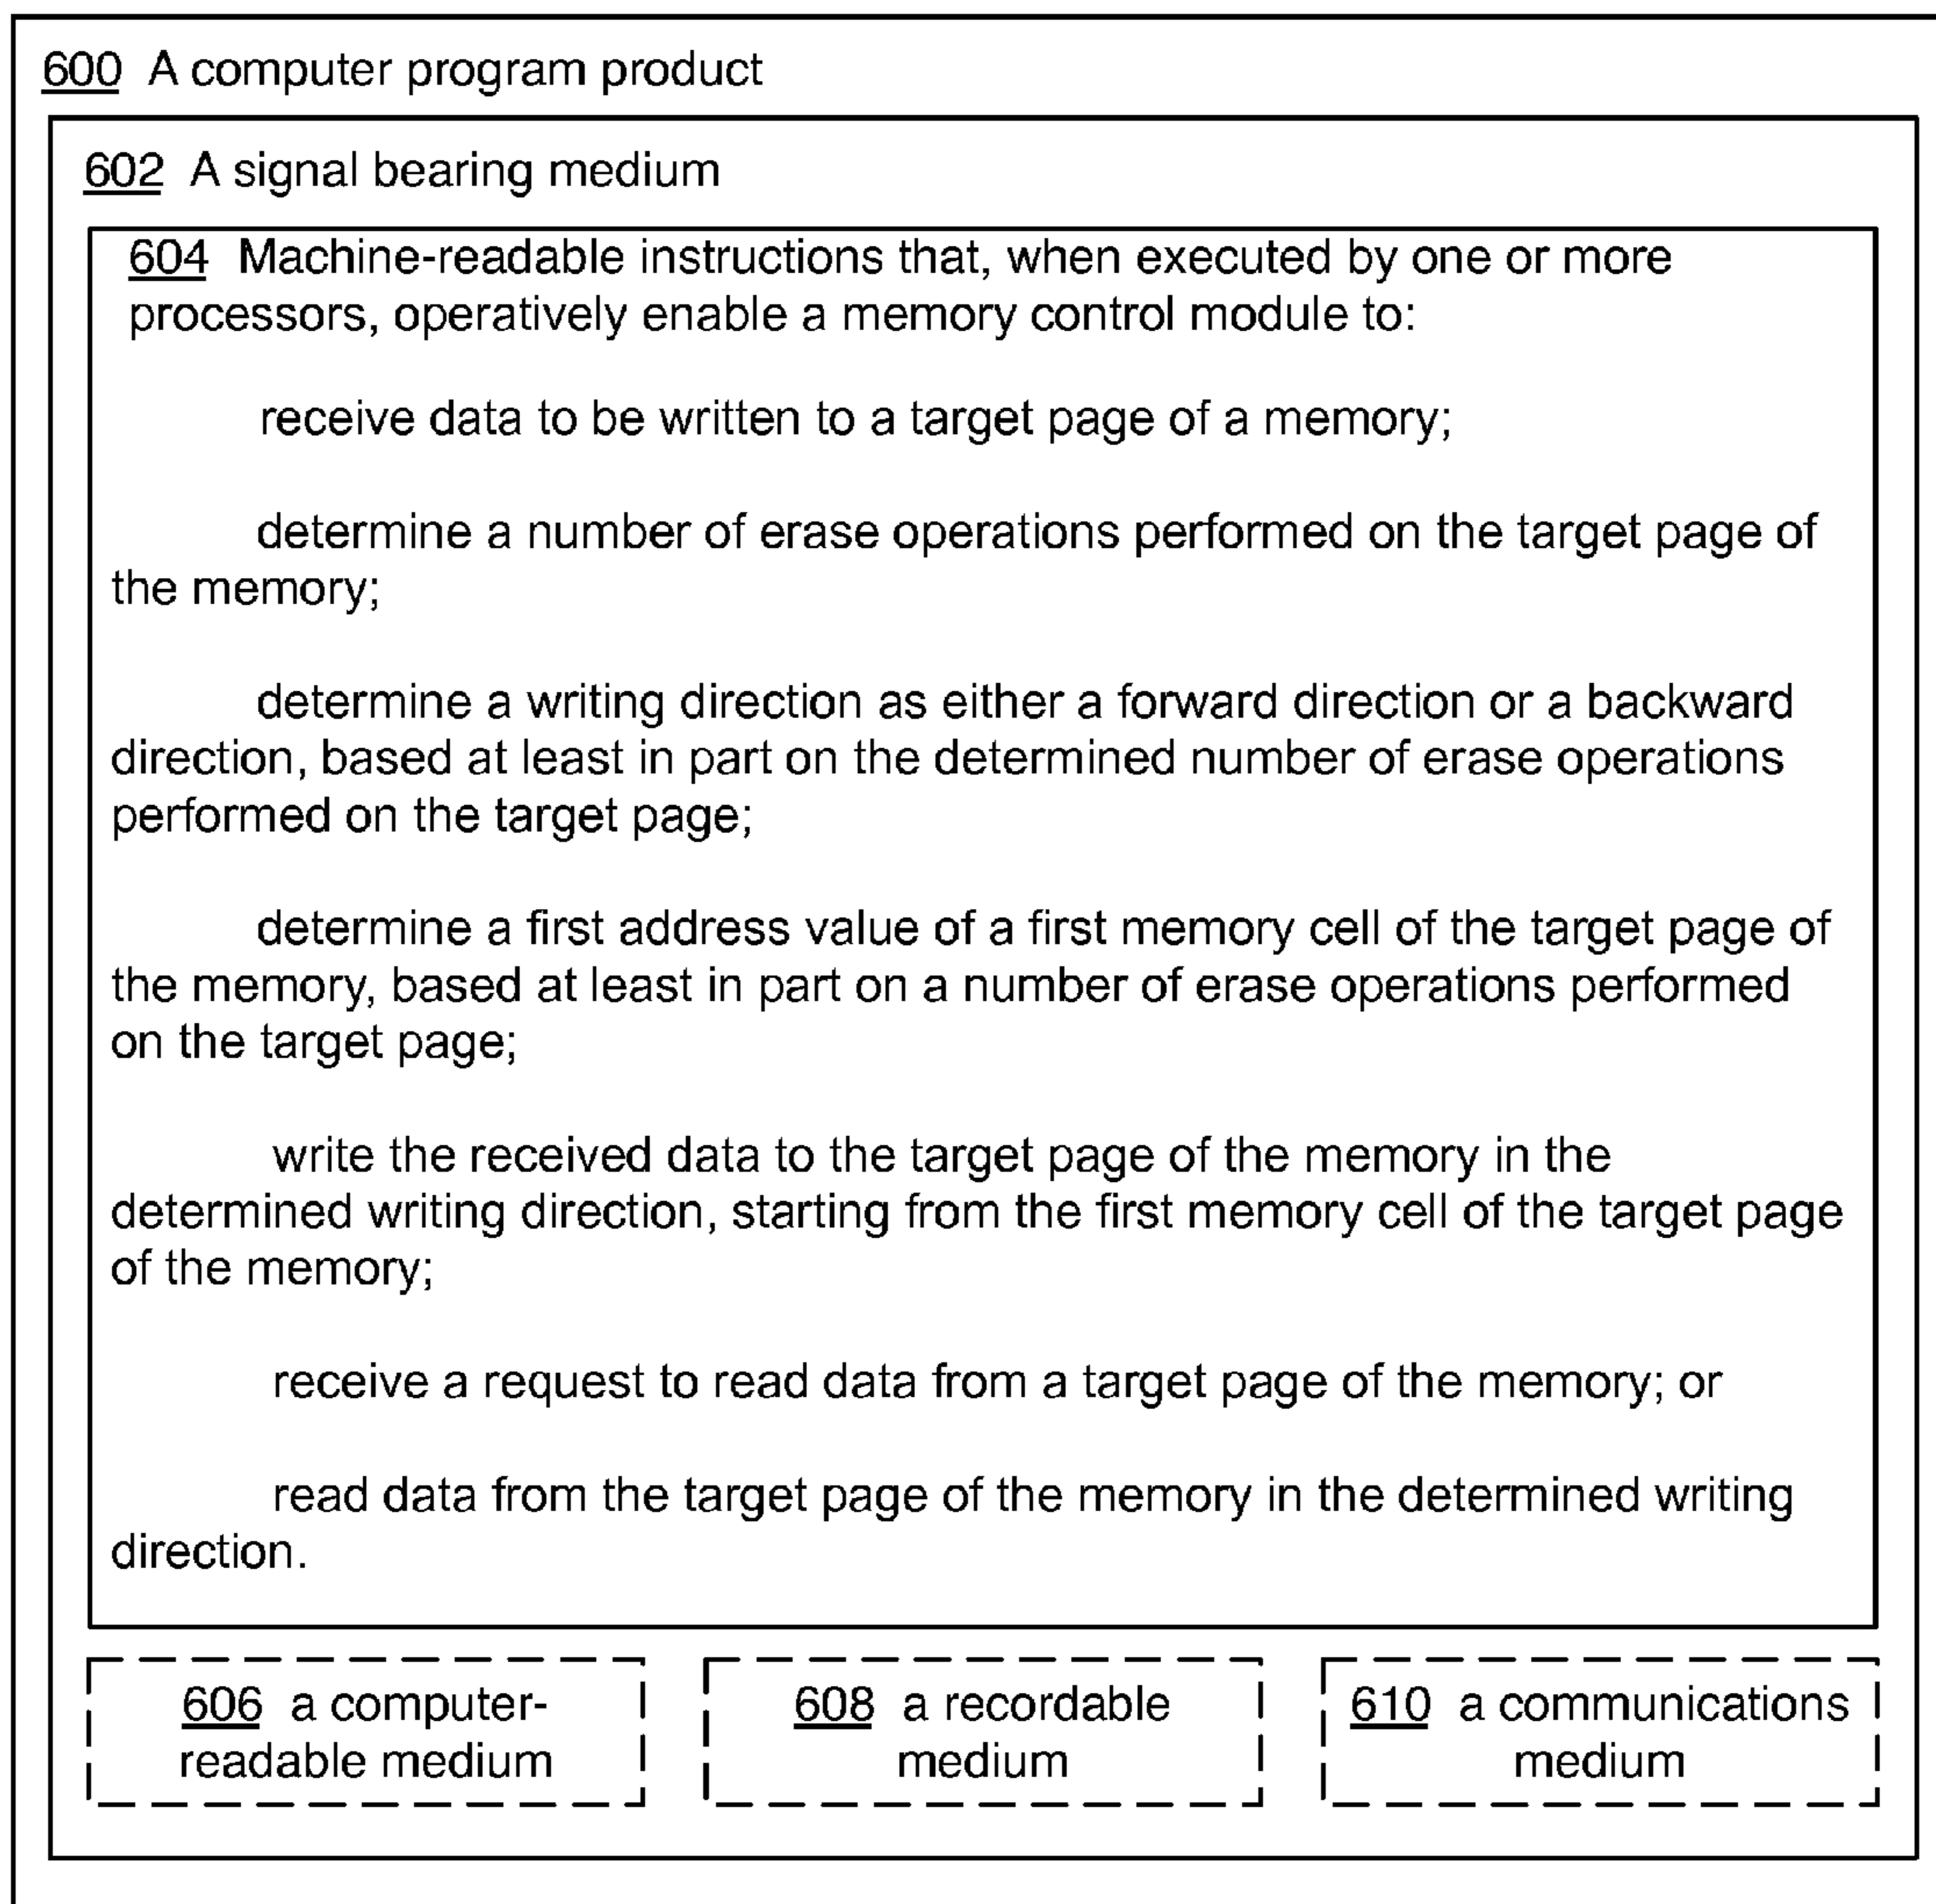 600 A computer program product
602 A signal bearing medium
604 Machine-readable instructions that, when executed by one or more
processors, operatively enable a memory control module to:
receive data to be written to a target page of a memory;
determine a number of erase operations performed on the target page of
the memory;
determine a writing direction as either a forward direction or a backward
direction, based at least in part on the determined number of erase operations
performed on the target page;
determine a first address value of a first memory cell of the target page of
the memory, based at least in part on a number of erase operations performed
on the target page;
write the received data to the target page of the memory in the
determined writing direction, starting from the first memory cell of the target page
of the memory;
receive a request to read data from a target page of the memory; or
read data from the target page of the memory in the determined writing
direction.
606 a computer-
readable medium
608 a recordable
medium
610 a communications
medium